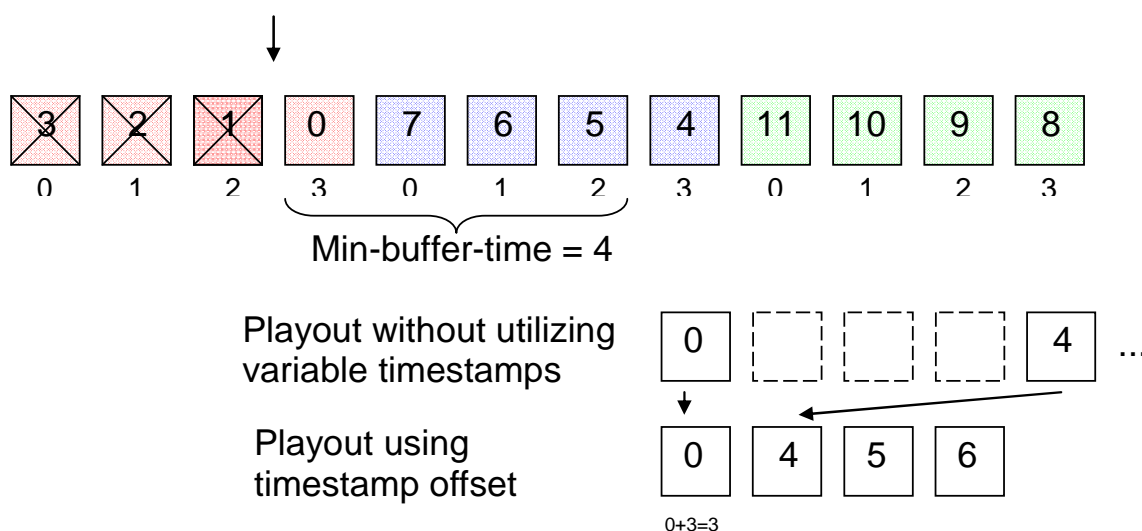 3 2 1 0 7 6 5 4 11 10 9 8
0 1 2 3 0 1 2 3 0 1 2 3
Min-buffer-time = 4
Playout without utilizing
variable timestamps
0 4 ...
Playout using
timestamp offset
0 4 5 6
0+3=3